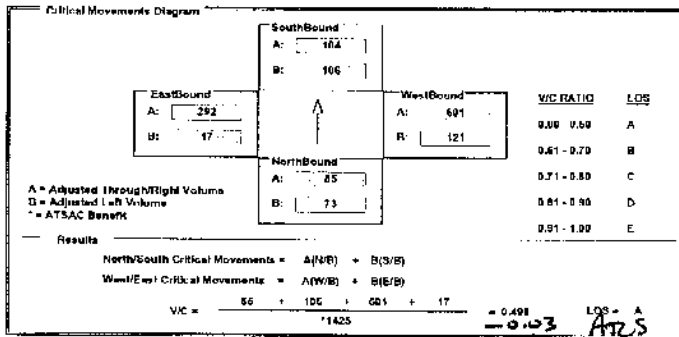 Critical Movements Diagram
SouthBound
A: 104
B: 106
EastBound
A: 292
B: 17
WestBound
A: 601
B: 121
NorthBound
A: 85
B: 73
V/C RATIO LOS
0.00 - 0.60 A
0.61 - 0.70 B
0.71 - 0.80 C
0.81 - 0.90 D
0.91 - 1.00 E
A = Adjusted Through/Right Volume
B = Adjusted Left Volume
* = ATSAC Benefit
Results
North/South Critical Movements = A(N/B) + B(S/B)
West/East Critical Movements = A(W/B) + B(E/B)
V/C = + + 601 + 17 = 0.498 LOS = A
*1425
- 0.03 ATCS